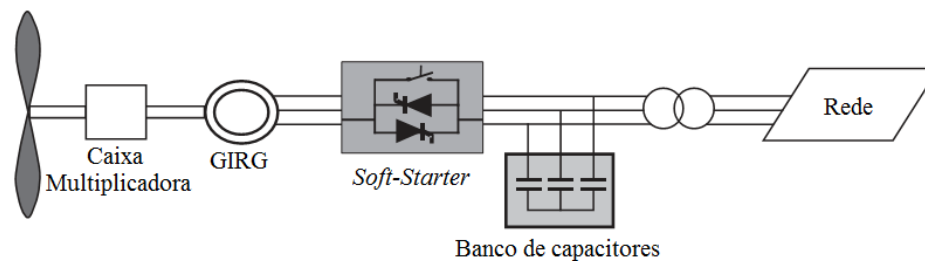 Caixa
Multiplicadora
GIRG
Soft-Starter
Banco de capacitores
Rede